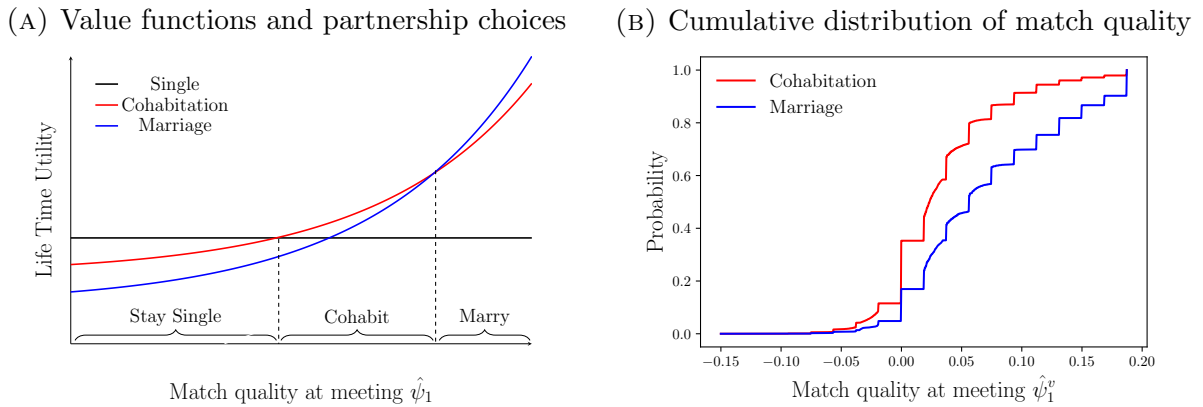 (A) Value functions and partnership choices
Life Time Utility
Single
Cohabitation
Marriage
Stay Single
Cohabit
Marry
Match quality at meeting ψ̂₁
(B) Cumulative distribution of match quality
Probability
1.0
0.8
0.6
0.4
0.2
0.0
Cohabitation
Marriage
−0.15 −0.10 −0.05 0.00 0.05 0.10 0.15 0.20
Match quality at meeting ψ̂₁ᵛ